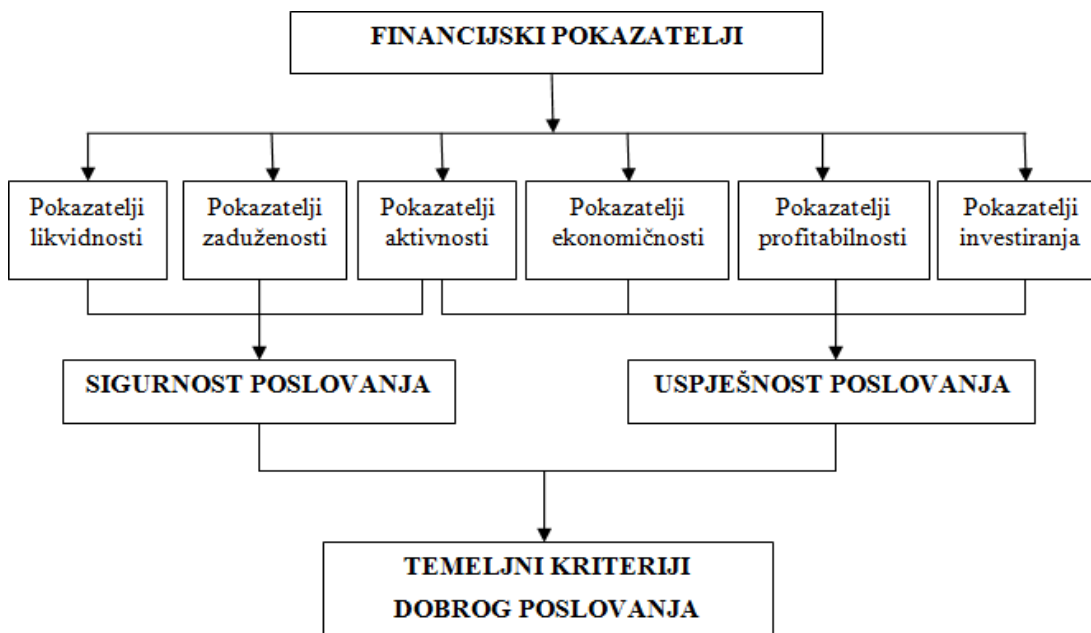 FINANCIJSKI POKAZATELJI
Pokazatelji
likvidnosti
Pokazatelji
zaduženosti
Pokazatelji
aktivnosti
Pokazatelji
ekonomičnosti
Pokazatelji
profitabilnosti
Pokazatelji
investiranja
SIGURNOST POSLOVANJA
USPJEŠNOST POSLOVANJA
TEMELJNI KRITERIJI
DOBROG POSLOVANJA